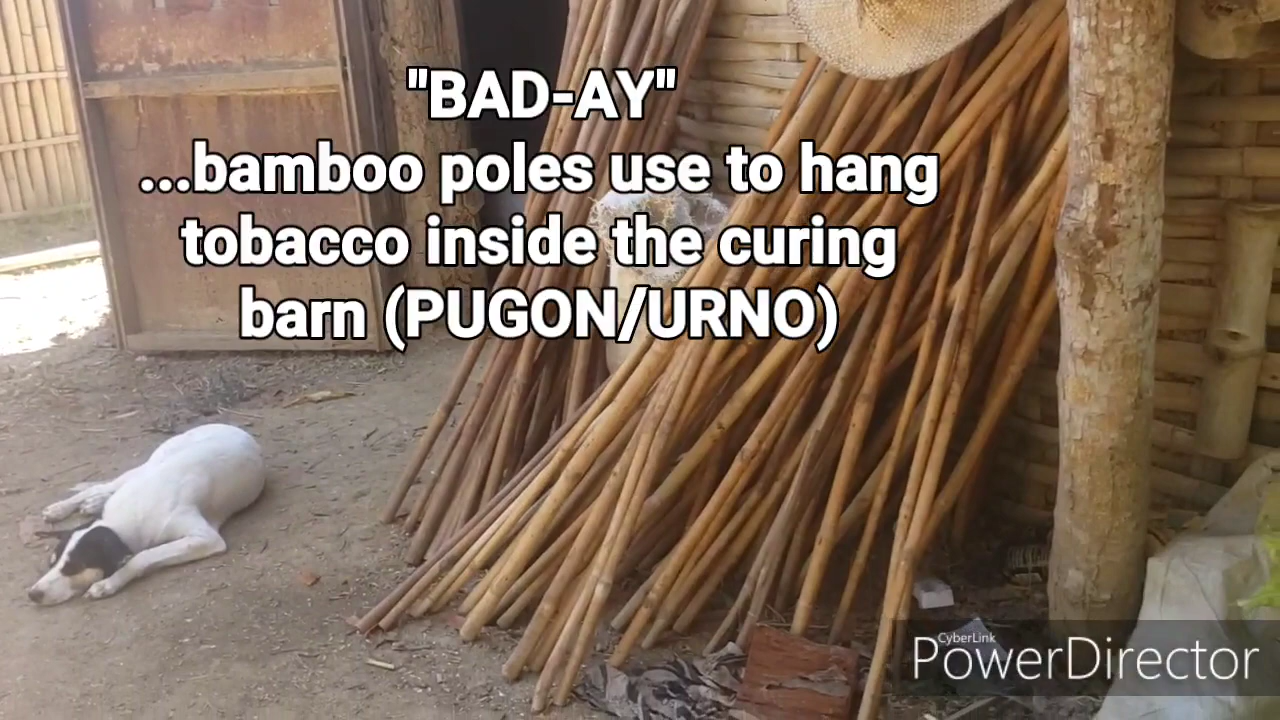 "BAD-AY"
...bamboo poles use to hang
tobacco inside the curing
barn (PUGON/URNO)
CyberLink
PowerDirector